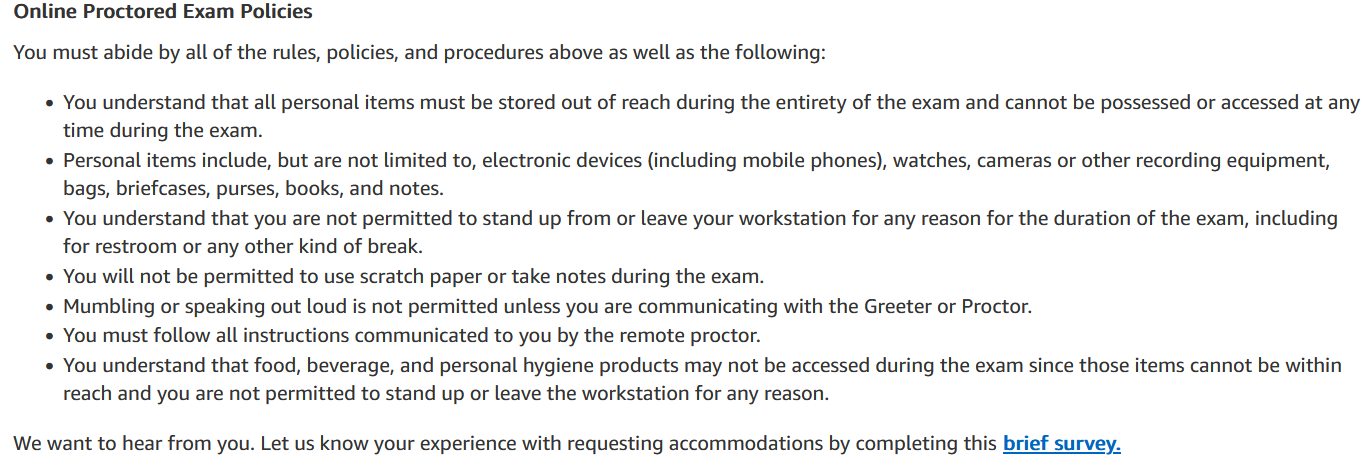 Online Proctored Exam Policies
You must abide by all of the rules, policies, and procedures above as well as the following:
• You understand that all personal items must be stored out of reach during the entirety of the exam and cannot be possessed or accessed at any
time during the exam.
• Personal items include, but are not limited to, electronic devices (including mobile phones), watches, cameras or other recording equipment,
bags, briefcases, purses, books, and notes.
• You understand that you are not permitted to stand up from or leave your workstation for any reason for the duration of the exam, including
for restroom or any other kind of break.
• You will not be permitted to use scratch paper or take notes during the exam.
• Mumbling or speaking out loud is not permitted unless you are communicating with the Greeter or Proctor.
• You must follow all instructions communicated to you by the remote proctor.
• You understand that food, beverage, and personal hygiene products may not be accessed during the exam since those items cannot be within
reach and you are not permitted to stand up or leave the workstation for any reason.
We want to hear from you. Let us know your experience with requesting accommodations by completing this brief survey.